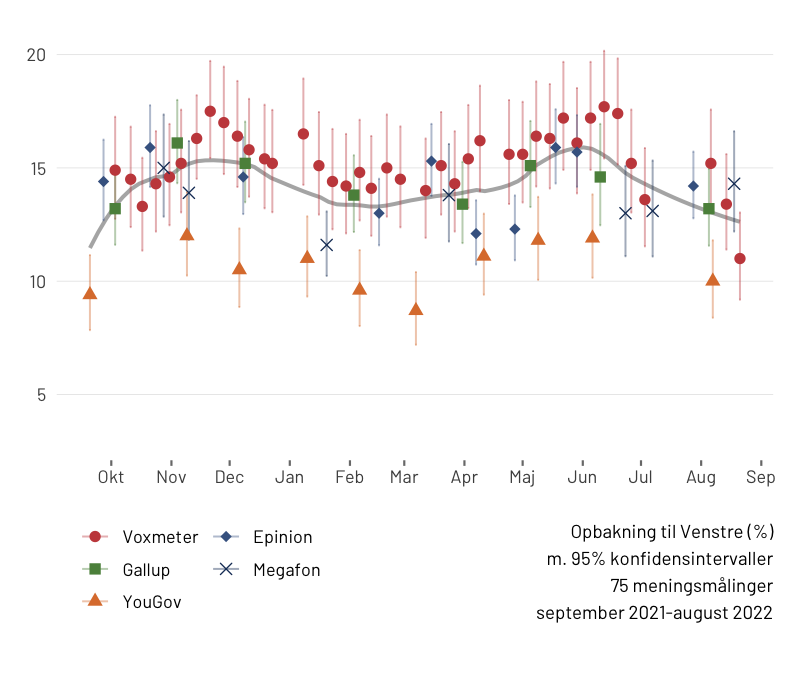 20
15
10
5
Okt Nov Dec Jan Feb Mar Apr Maj Jun Jul Aug Sep
Voxmeter Epinion
Gallup Megafon
YouGov
Opbakning til Venstre (%)
m. 95% konfidensintervaller
75 meningsmålinger
september 2021-august 2022